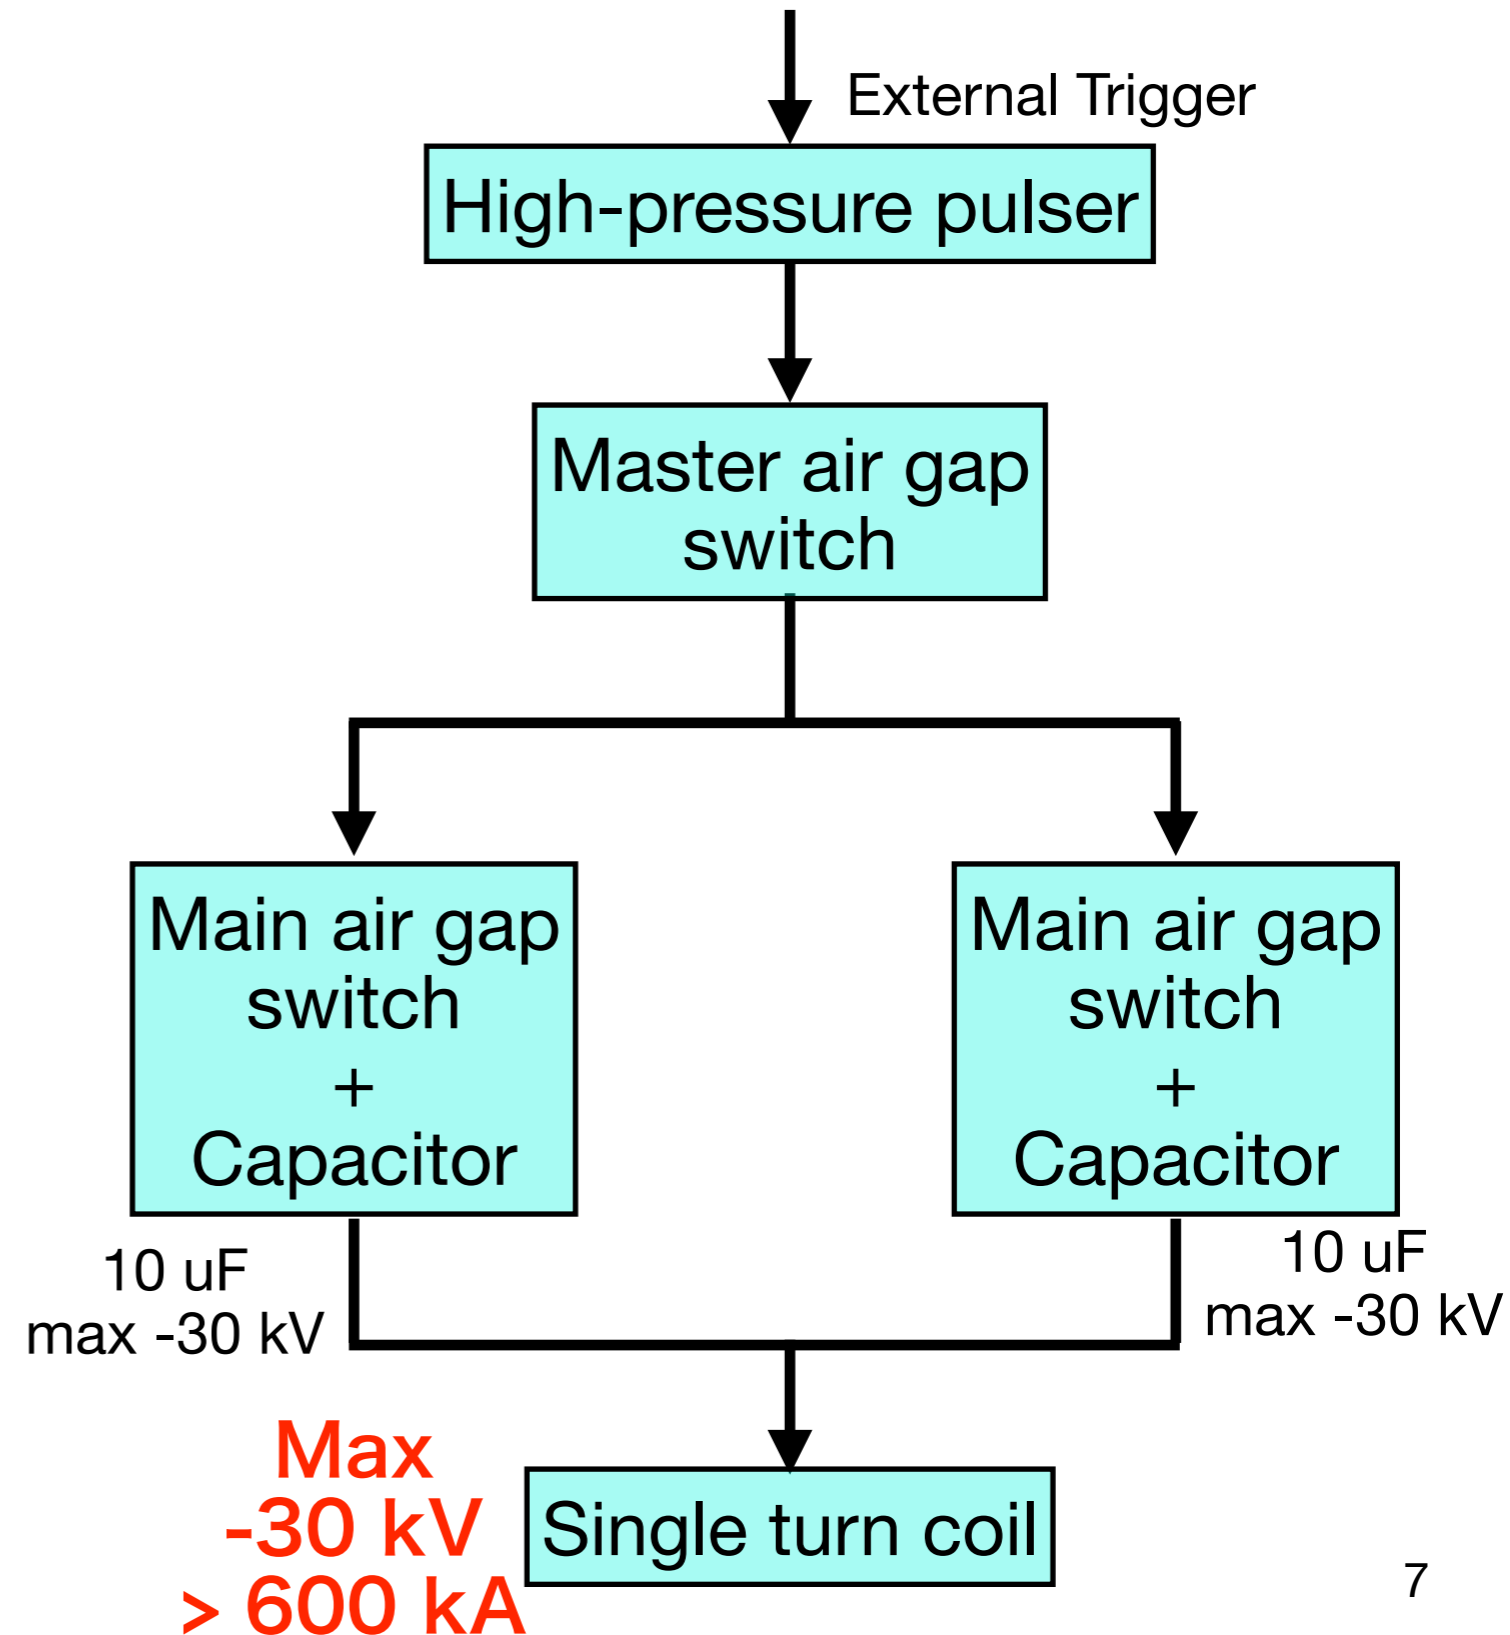 External Trigger
High-pressure pulser
Master air gap
switch
Main air gap
switch
+
Capacitor
Main air gap
switch
+
Capacitor
10 uF
max -30 kV
10 uF
max -30 kV
Max
-30 kV
> 600 kA
Single turn coil
7